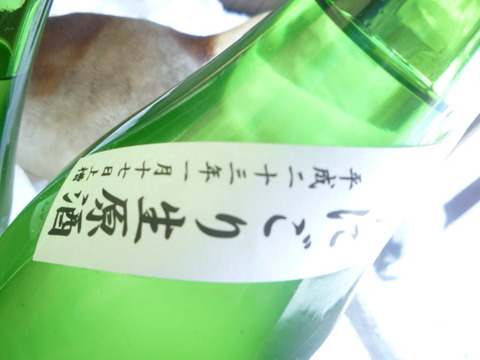 平成二十三年一月十七日上槽
にごり生原酒